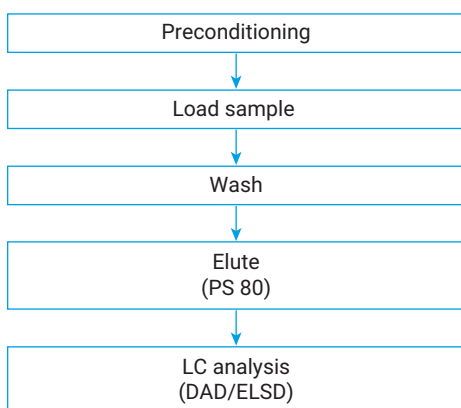 Preconditioning
Load sample
Wash
Elute
(PS 80)
LC analysis
(DAD/ELSD)